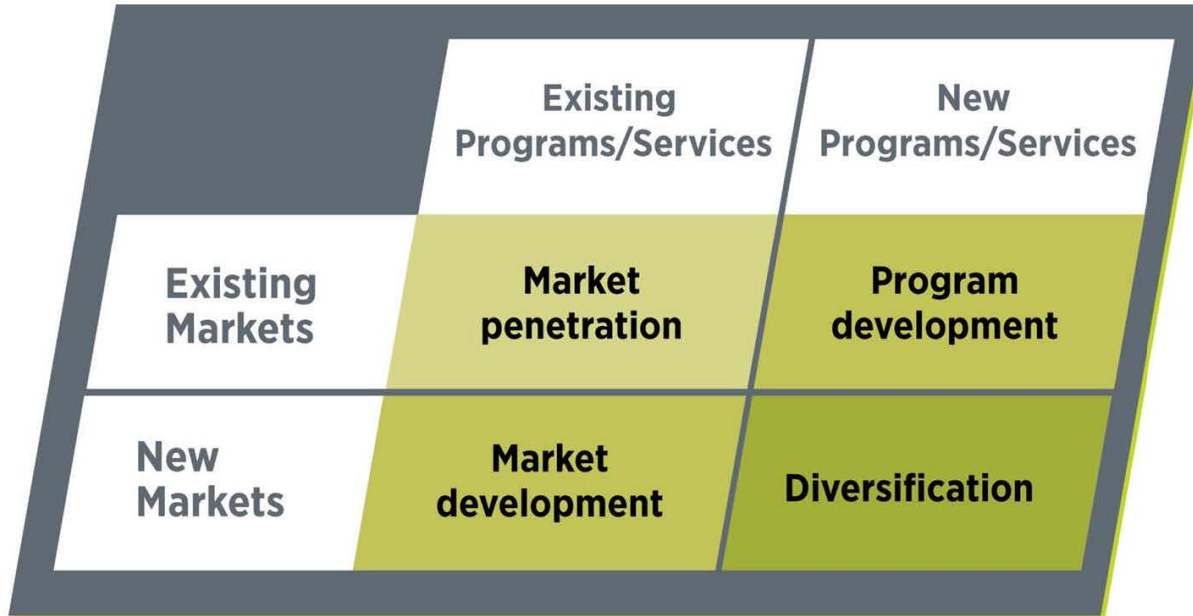 Existing
Programs/Services
New
Programs/Services
Existing
Markets
Market
penetration
Program
development
New
Markets
Market
development
Diversification